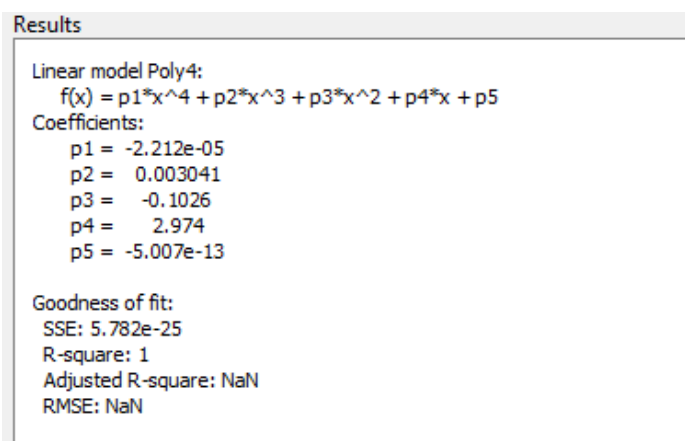 Results
Linear model Poly4:
f(x) = p1*x^4 + p2*x^3 + p3*x^2 + p4*x + p5
Coefficients:
p1 = -2.212e-05
p2 = 0.003041
p3 = -0.1026
p4 = 2.974
p5 = -5.007e-13
Goodness of fit:
SSE: 5.782e-25
R-square: 1
Adjusted R-square: NaN
RMSE: NaN